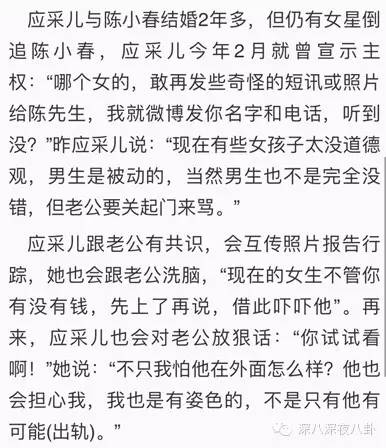 应采儿与陈小春结婚2年多，但仍有女星倒
追陈小春，应采儿今年2月就曾宣示主
权：“哪个女的，敢再发些奇怪的短讯或照片
给陈先生，我就微博发你名字和电话，听到
没？”昨应采儿说：“现在有些女孩子太没道德
观，男生是被动的，当然男生也不是完全没
错，但老公要关起门来骂。”
应采儿跟老公有共识，会互传照片报告行
踪，她也会跟老公洗脑，“现在的女生不管你
有没有钱，先上了再说，借此吓吓他”。再
来，应采儿也会对老公放狠话：“你试试看
啊！”她说：“不只我怕他在外面怎么样？他也
会担心我，我也是有姿色的，不是只有他有
可能(出轨)。”
深八深夜八卦